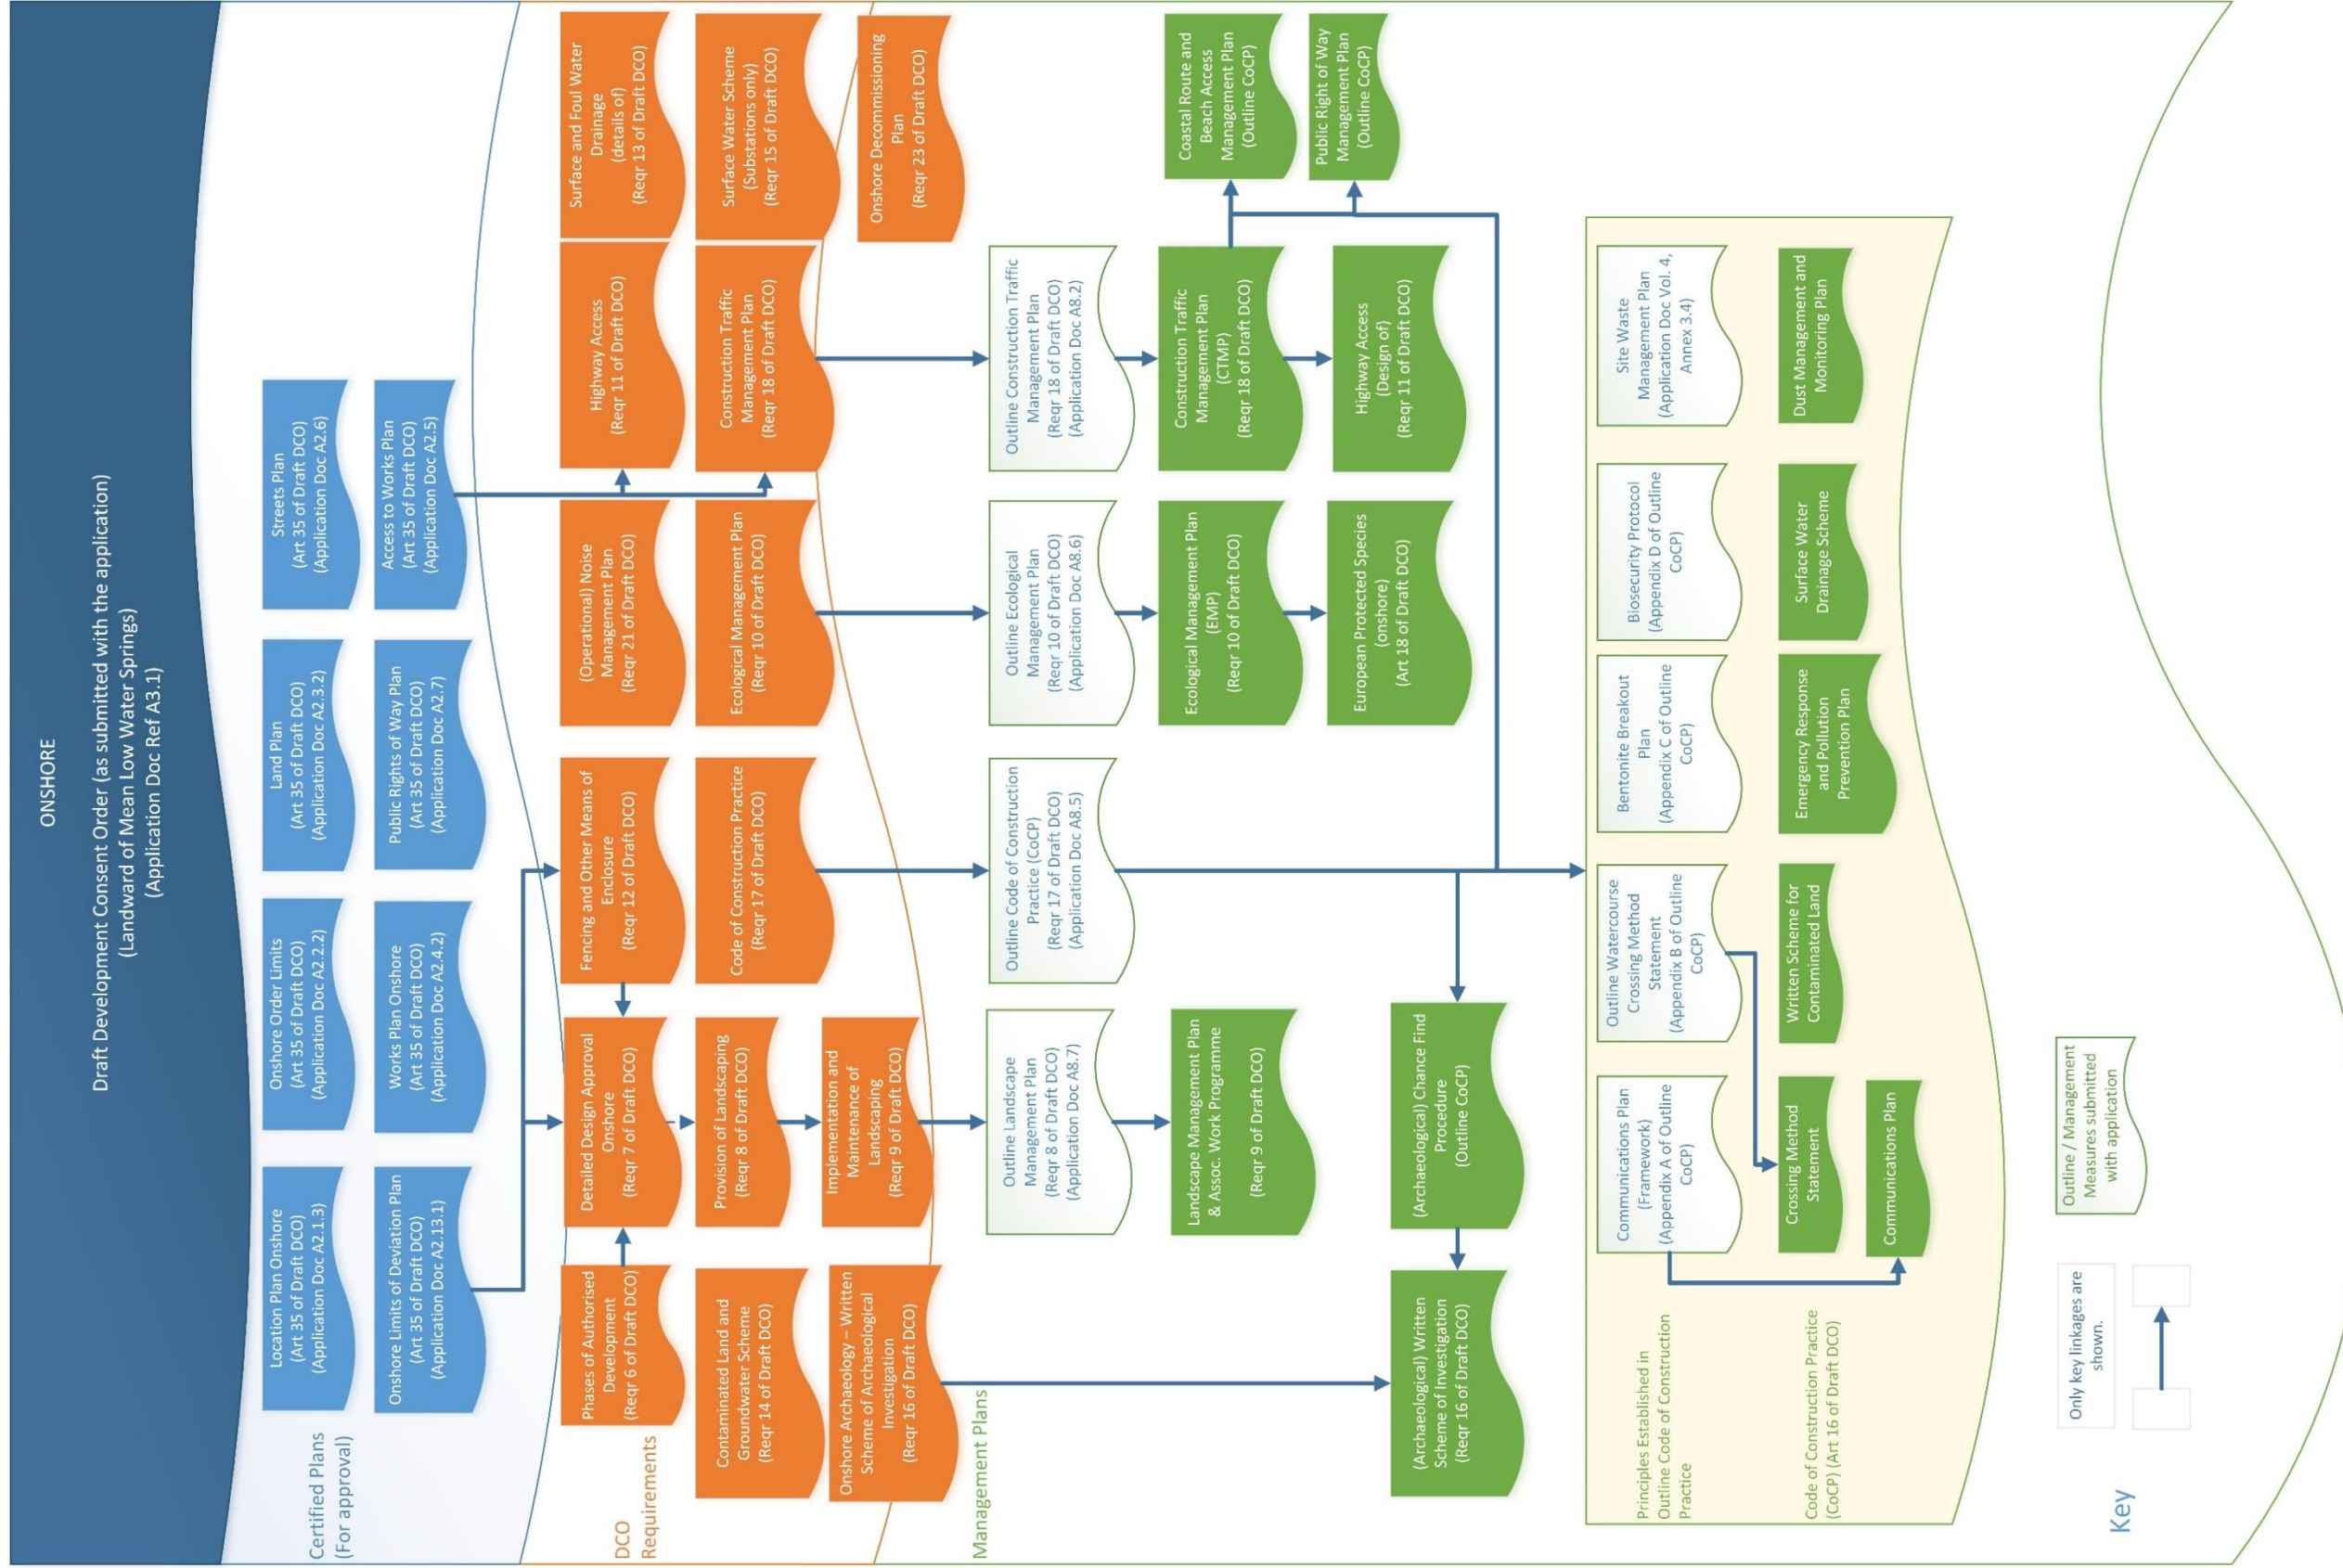 ONSHORE
Draft Development Consent Order (as submitted with the application)
(Landward of Mean Low Water Springs)
(Application Doc Ref A3.1)
Certified Plans
(For approval)
Location Plan Onshore
(Art 35 of Draft DCO)
(Application Doc A2.1.3)
Onshore Order Limits
(Art 35 of Draft DCO)
(Application Doc A2.2.2)
Land Plan
(Art 35 of Draft DCO)
(Application Doc A2.3.2)
Streets Plan
(Art 35 of Draft DCO)
(Application Doc A2.6)
Onshore Limits of Deviation Plan
(Art 35 of Draft DCO)
(Application Doc A2.13.1)
Works Plan Onshore
(Art 35 of Draft DCO)
(Application Doc A2.4.2)
Public Rights of Way Plan
(Art 35 of Draft DCO)
(Application Doc A2.7)
Access to Works Plan
(Art 35 of Draft DCO)
(Application Doc A2.5)
DCO
Requirements
Phases of Authorised
Development
(Reqr 6 of Draft DCO)
Detailed Design Approval
Onshore
(Reqr 7 of Draft DCO)
Fencing and Other Means of
Enclosure
(Reqr 12 of Draft DCO)
(Operational) Noise
Management Plan
(Reqr 21 of Draft DCO)
Highway Access
(Reqr 11 of Draft DCO)
Surface and Foul Water
Drainage
(details of)
(Reqr 13 of Draft DCO)
Contaminated Land and
Groundwater Scheme
(Reqr 14 of Draft DCO)
Provision of Landscaping
(Reqr 8 of Draft DCO)
Code of Construction Practice
(Reqr 17 of Draft DCO)
Ecological Management Plan
(Reqr 10 of Draft DCO)
Construction Traffic
Management Plan
(Reqr 18 of Draft DCO)
Surface Water Scheme
(Substations only)
(Reqr 15 of Draft DCO)
Onshore Archaeology – Written
Scheme of Archaeological
Investigation
(Reqr 16 of Draft DCO)
Implementation and
Maintenance of
Landscaping
(Reqr 9 of Draft DCO)
Onshore Decommissioning
Plan
(Reqr 23 of Draft DCO)
Management Plans
Outline Landscape
Management Plan
(Reqr 8 of Draft DCO)
(Application Doc A8.7)
Outline Code of Construction
Practice (CoCP)
(Reqr 17 of Draft DCO)
(Application Doc A8.5)
Outline Ecological
Management Plan
(Reqr 10 of Draft DCO)
(Application Doc A8.6)
Outline Construction Traffic
Management Plan
(Reqr 18 of Draft DCO)
(Application Doc A8.2)
Landscape Management Plan
& Assoc. Work Programme
(Reqr 9 of Draft DCO)
Ecological Management Plan
(EMP)
(Reqr 10 of Draft DCO)
Construction Traffic
Management Plan
(CTMP)
(Reqr 18 of Draft DCO)
Coastal Route and
Beach Access
Management Plan
(Outline CoCP)
European Protected Species
(onshore)
(Art 18 of Draft DCO)
Highway Access
(Design of)
(Reqr 11 of Draft DCO)
Public Right of Way
Management Plan
(Outline CoCP)
(Archaeological) Written
Scheme of Investigation
(Reqr 16 of Draft DCO)
(Archaeological) Chance Find
Procedure
(Outline CoCP)
Principles Established in
Outline Code of Construction
Practice
Communications Plan
(Framework)
(Appendix A of Outline
CoCP)
Outline Watercourse
Crossing Method
Statement
(Appendix B of Outline
CoCP)
Bentonite Breakout
Plan
(Appendix C of Outline
CoCP)
Biosecurity Protocol
(Appendix D of Outline
CoCP)
Site Waste
Management Plan
(Application Doc Vol. 4,
Annex 3.4)
Code of Construction Practice
(CoCP) (Art 16 of Draft DCO)
Crossing Method
Statement
Written Scheme for
Contaminated Land
Emergency Response
and Pollution
Prevention Plan
Surface Water
Drainage Scheme
Dust Management and
Monitoring Plan
Communications Plan
Key
Only key linkages are
shown.
Outline / Management
Measures submitted
with application